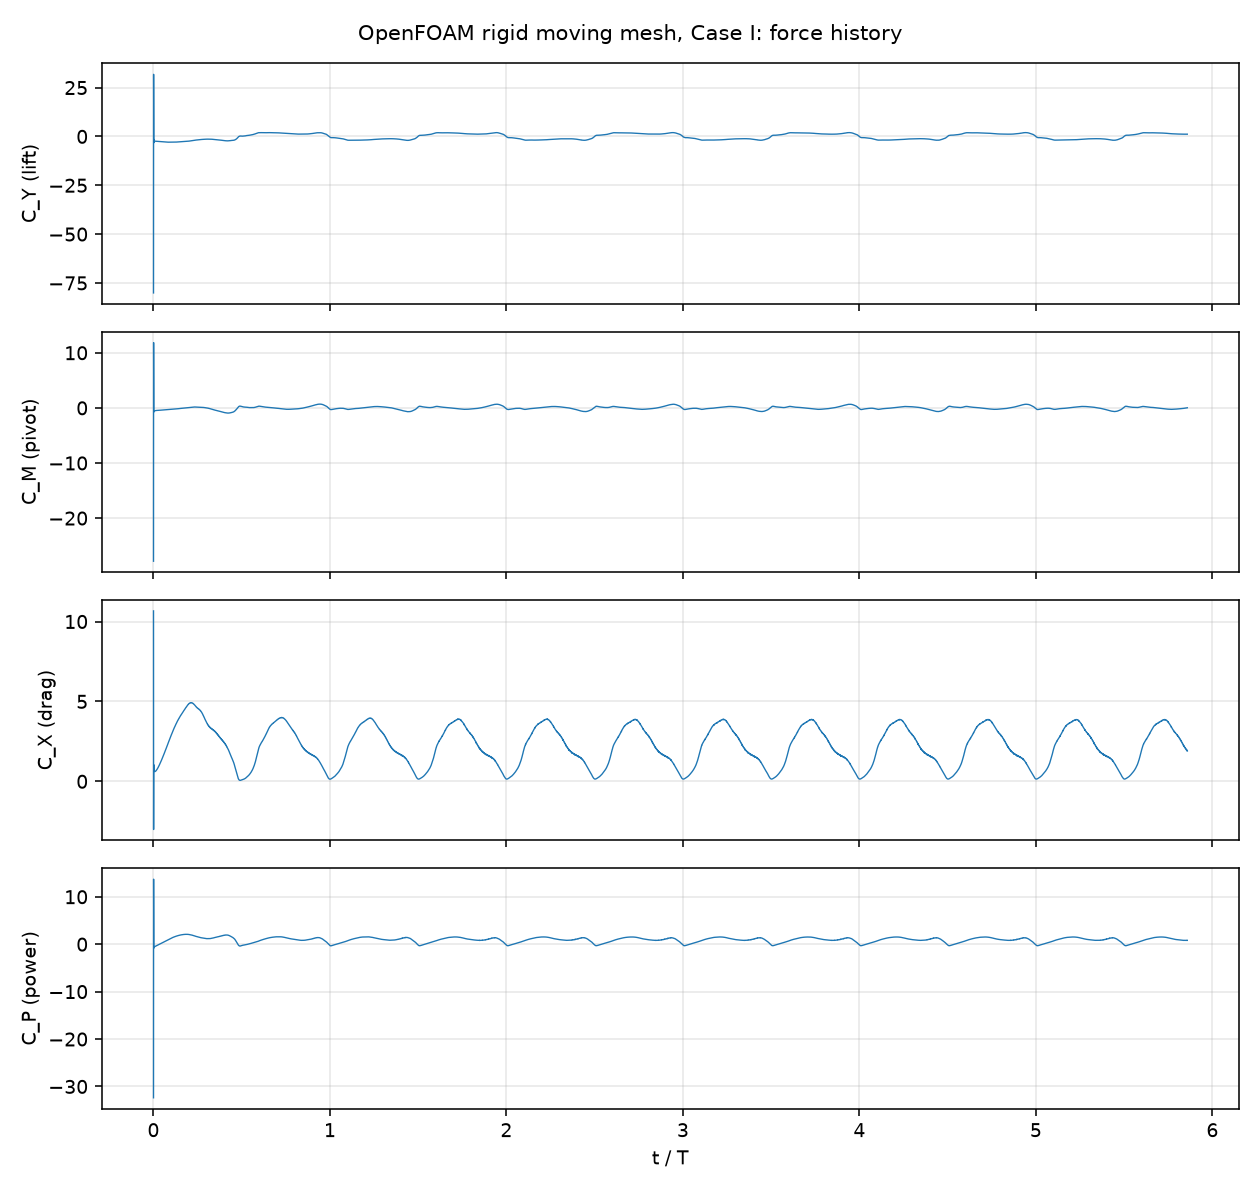 OpenFOAM rigid moving mesh, Case I: force history
25
0
−25
−50
−75
C_Y (lift)
10
0
−10
−20
C_M (pivot)
10
5
0
C_X (drag)
10
0
−10
−20
−30
C_P (power)
0 1 2 3 4 5 6
t / T